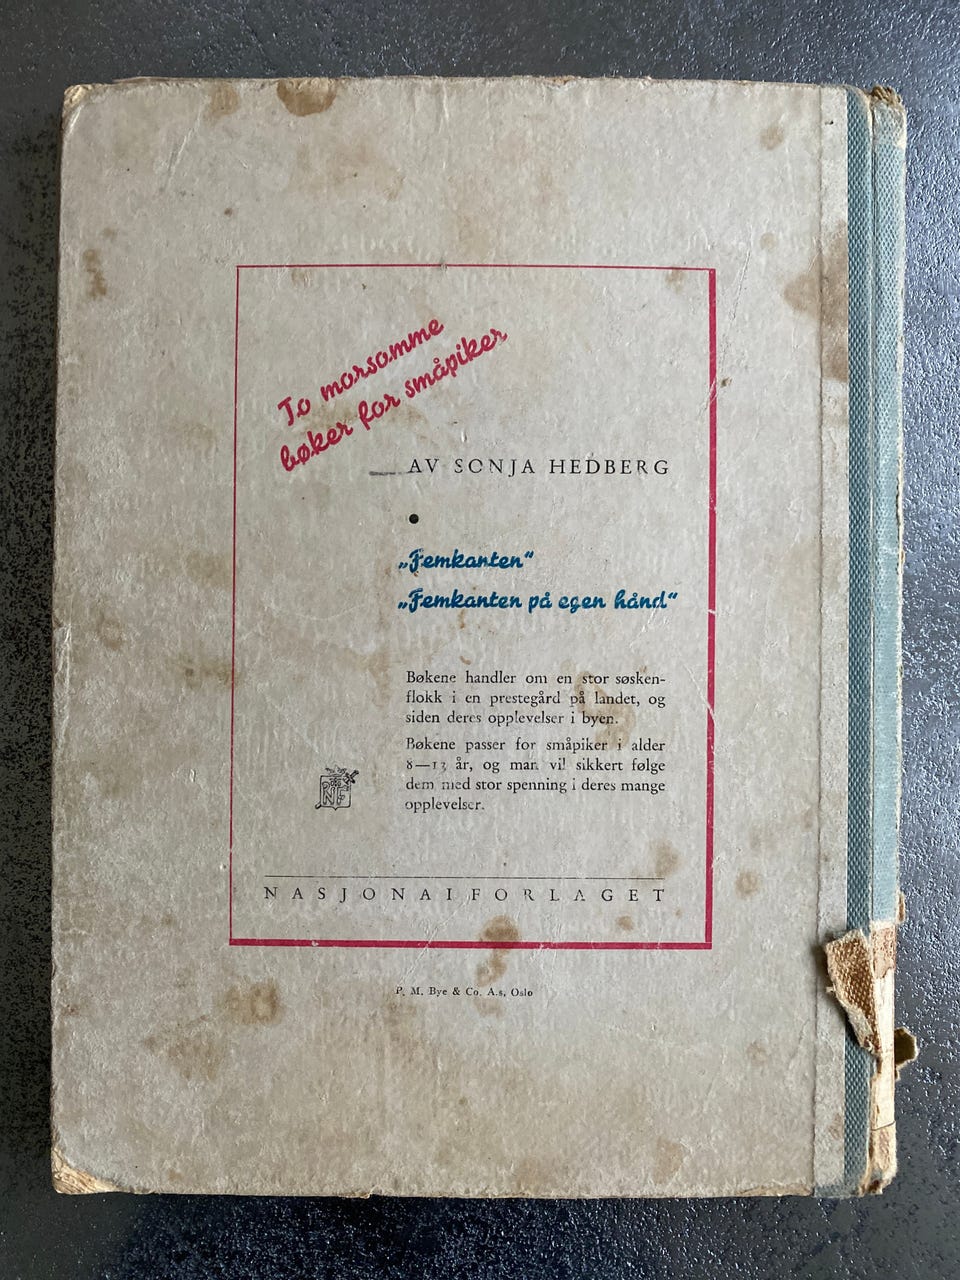 To morsomme
bøker for småpiker
AV SONJA HEDBERG
„Femkanten“
„Femkanten på egen hånd“
Bøkene handler om en stor søsken-
flokk i en prestegård på landet, og
siden deres opplevelser i byen.
Bøkene passer for småpiker i alder
8—13 år, og man vil sikkert følge
dem med stor spenning i deres mange
opplevelser.
NF
NASJONALFORLAGET
P. M. Bye & Co. A.s, Oslo